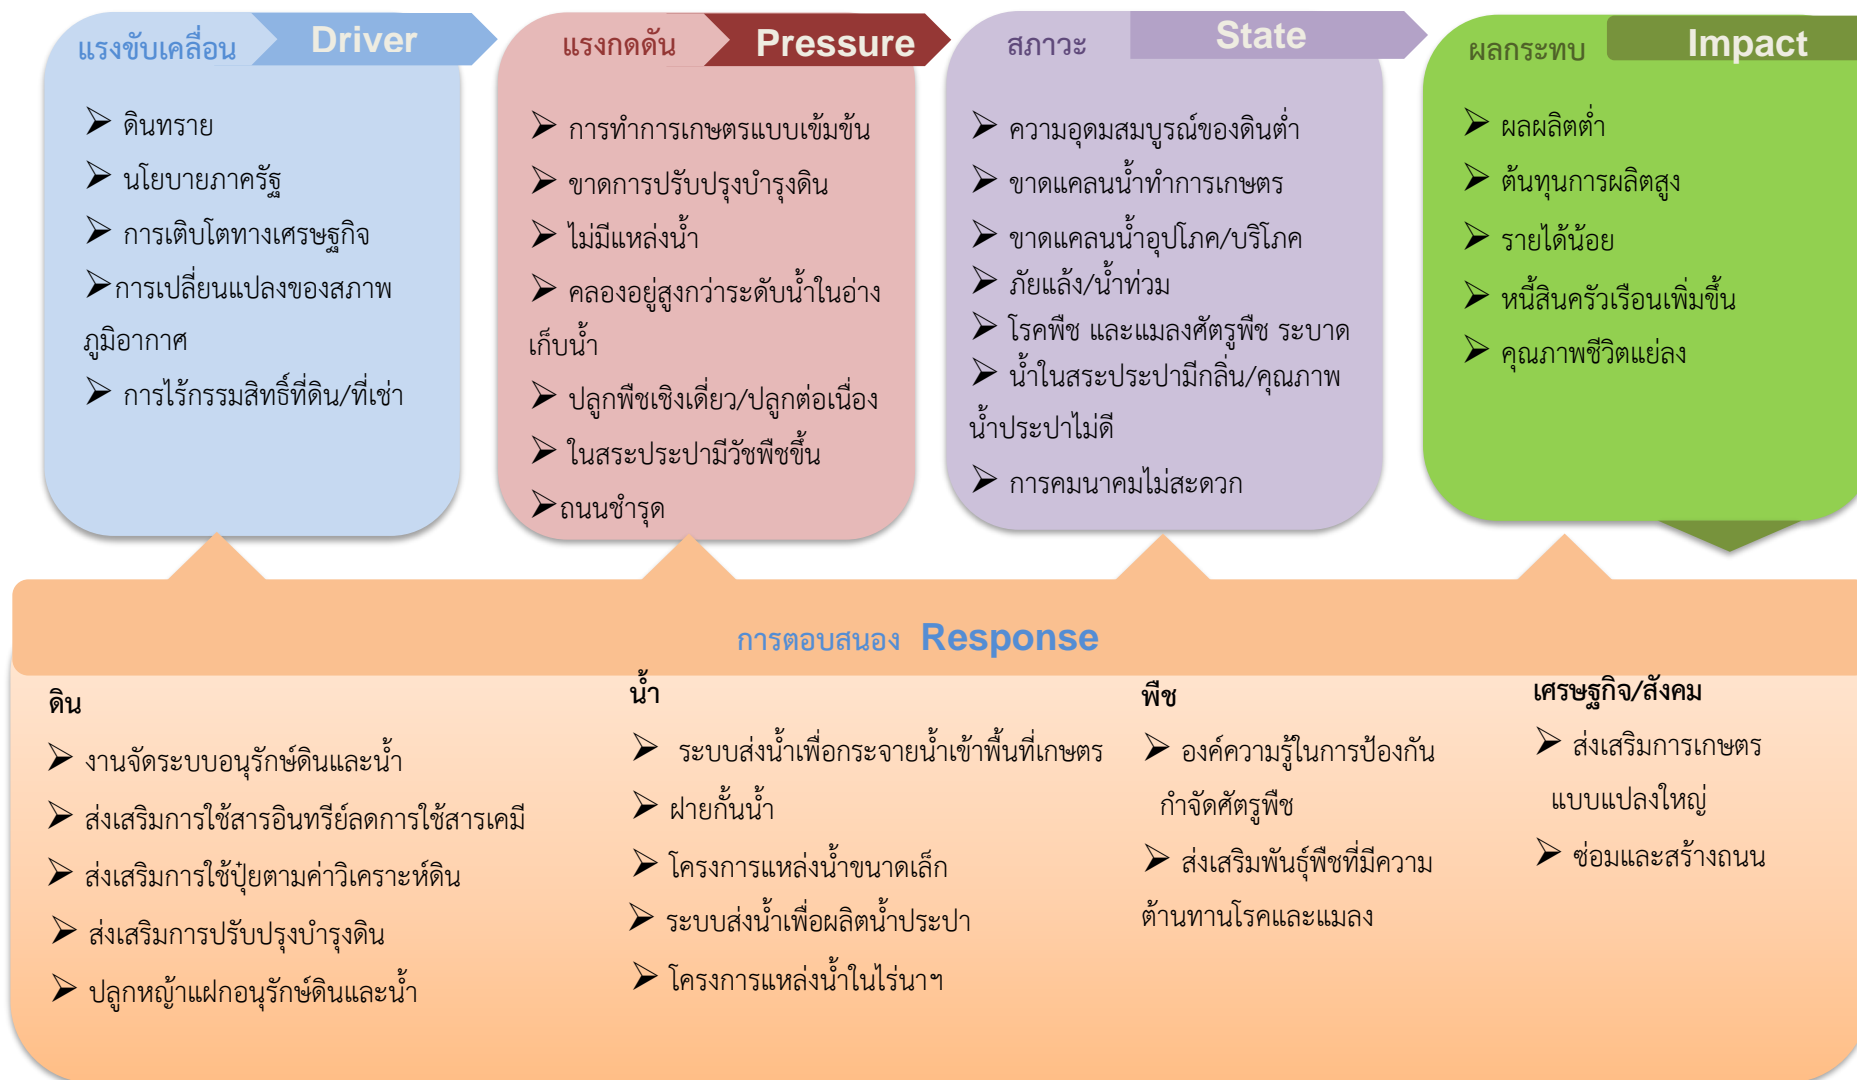 แรงขับเคลื่อน Driver
➢ ดินทราย
➢ นโยบายภาครัฐ
➢ การเติบโตทางเศรษฐกิจ
➢การเปลี่ยนแปลงของสภาพ
ภูมิอากาศ
➢ การไร้กรรมสิทธิ์ที่ดิน/ที่เช่า
แรงกดดัน Pressure
➢ การทำการเกษตรแบบเข้มข้น
➢ ขาดการปรับปรุงบำรุงดิน
➢ ไม่มีแหล่งน้ำ
➢ คลองอยู่สูงกว่าระดับน้ำในอ่าง
เก็บน้ำ
➢ ปลูกพืชเชิงเดี่ยว/ปลูกต่อเนื่อง
➢ ในสระประปามีวัชพืชขึ้น
➢ถนนชำรุด
สภาวะ State
➢ ความอุดมสมบูรณ์ของดินต่ำ
➢ ขาดแคลนน้ำทำการเกษตร
➢ ขาดแคลนน้ำอุปโภค/บริโภค
➢ ภัยแล้ง/น้ำท่วม
➢ โรคพืช และแมลงศัตรูพืช ระบาด
➢ น้ำในสระประปามีกลิ่น/คุณภาพ
น้ำประปาไม่ดี
➢ การคมนาคมไม่สะดวก
ผลกระทบ Impact
➢ ผลผลิตต่ำ
➢ ต้นทุนการผลิตสูง
➢ รายได้น้อย
➢ หนี้สินครัวเรือนเพิ่มขึ้น
➢ คุณภาพชีวิตแย่ลง
การตอบสนอง Response
ดิน
➢ งานจัดระบบอนุรักษ์ดินและน้ำ
➢ ส่งเสริมการใช้สารอินทรีย์ลดการใช้สารเคมี
➢ ส่งเสริมการใช้ปุ๋ยตามค่าวิเคราะห์ดิน
➢ ส่งเสริมการปรับปรุงบำรุงดิน
➢ ปลูกหญ้าแฝกอนุรักษ์ดินและน้ำ
น้ำ
➢ ระบบส่งน้ำเพื่อกระจายน้ำเข้าพื้นที่เกษตร
➢ ฝายกั้นน้ำ
➢ โครงการแหล่งน้ำขนาดเล็ก
➢ ระบบส่งน้ำเพื่อผลิตน้ำประปา
➢ โครงการแหล่งน้ำในไร่นาฯ
พืช
➢ องค์ความรู้ในการป้องกัน
กำจัดศัตรูพืช
➢ ส่งเสริมพันธุ์พืชที่มีความ
ต้านทานโรคและแมลง
เศรษฐกิจ/สังคม
➢ ส่งเสริมการเกษตร
แบบแปลงใหญ่
➢ ซ่อมและสร้างถนน